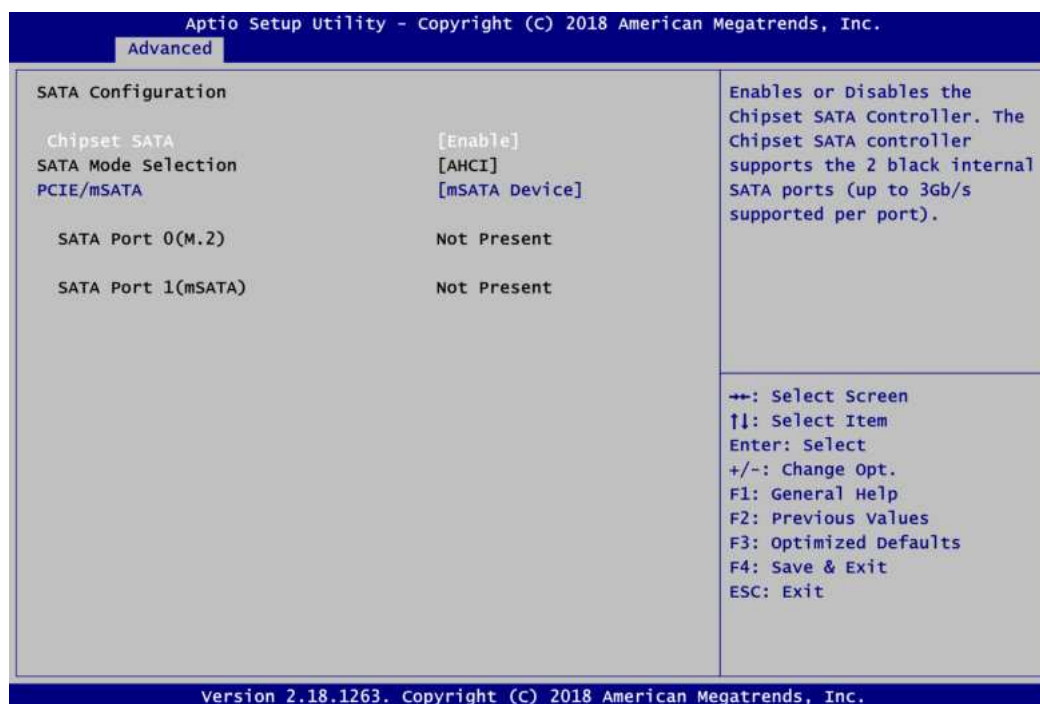 Aptio Setup Utility - Copyright (C) 2018 American Megatrends, Inc.
Advanced
SATA Configuration
Chipset SATA [Enable]
SATA Mode Selection [AHCI]
PCIE/mSATA [mSATA Device]
SATA Port 0(M.2) Not Present
SATA Port 1(mSATA) Not Present
Enables or Disables the
Chipset SATA Controller. The
Chipset SATA controller
supports the 2 black internal
SATA ports (up to 3Gb/s
supported per port).
→←: Select Screen
↑↓: Select Item
Enter: Select
+/-: Change Opt.
F1: General Help
F2: Previous Values
F3: Optimized Defaults
F4: Save & Exit
ESC: Exit
Version 2.18.1263. Copyright (C) 2018 American Megatrends, Inc.